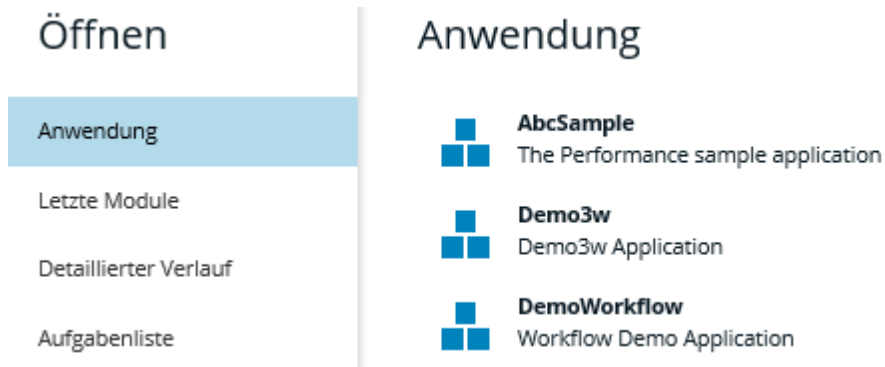 Öffnen
Anwendung
Letzte Module
Detaillierter Verlauf
Aufgabenliste
Anwendung
AbcSample
The Performance sample application
Demo3w
Demo3w Application
DemoWorkflow
Workflow Demo Application